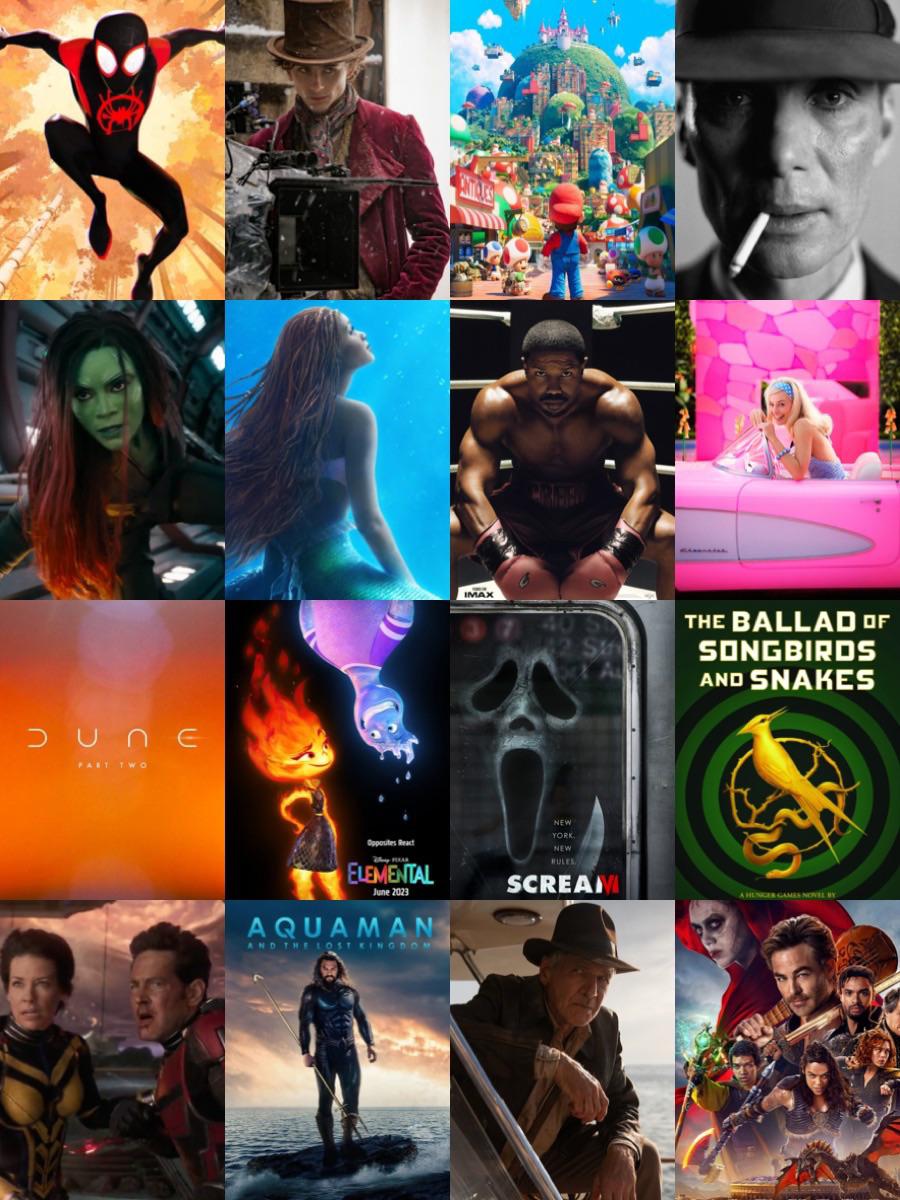 ANTIQUES
IMAX
DUNE
PART TWO
Opposites React
Disney · PIXAR
ELEMENTAL
June 2023
NEW
YORK.
NEW
RULES.
SCREAM VI
THE BALLAD OF
SONGBIRDS
AND SNAKES
A HUNGER GAMES NOVEL BY
AQUAMAN
AND THE LOST KINGDOM